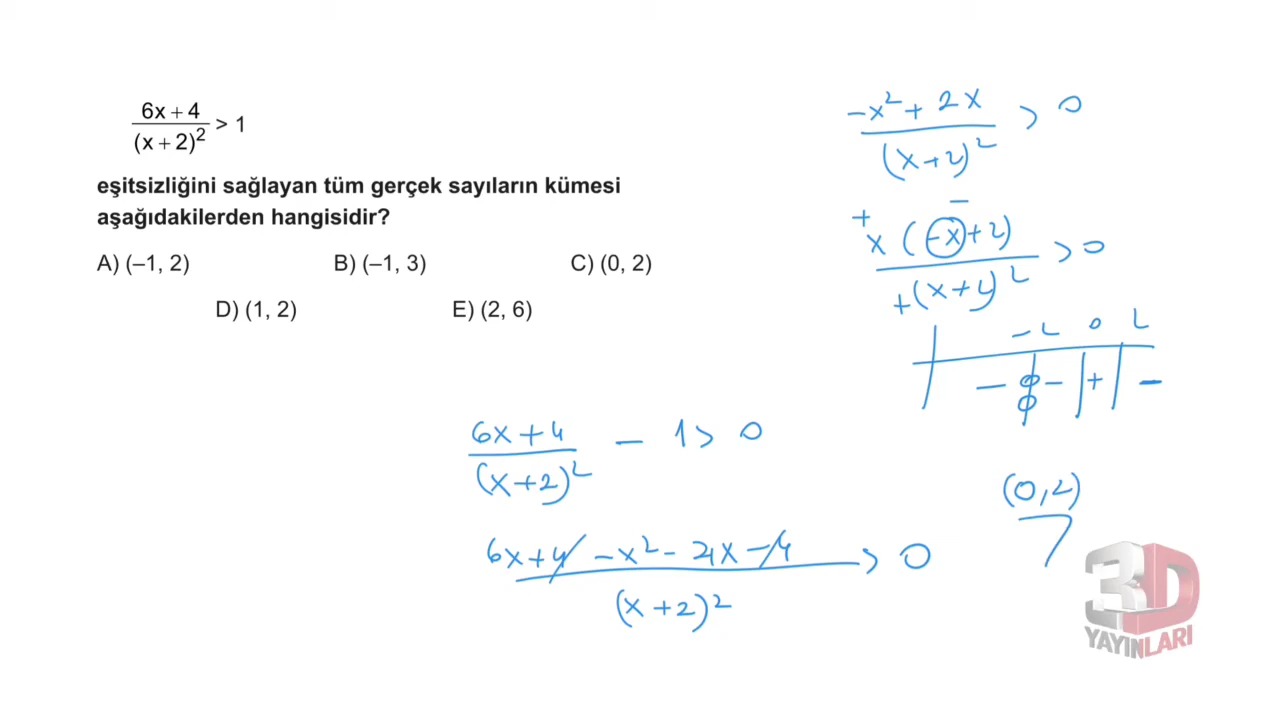 6x + 4
(x + 2)² > 1
eşitsizliğini sağlayan tüm gerçek sayıların kümesi
aşağıdakilerden hangisidir?
A) (–1, 2) B) (–1, 3) C) (0, 2)
D) (1, 2) E) (2, 6)
6x+4 − 1 > 0
(x+2)²
6x+4 −x² − 4x − 4 > 0
(x+2)²
−x² + 2x > 0
(x+2)²
+ −
x (−x+2) > 0
+(x+2)²
−2 0 2
− − + −
(0,2)
3D
YAYINLARI